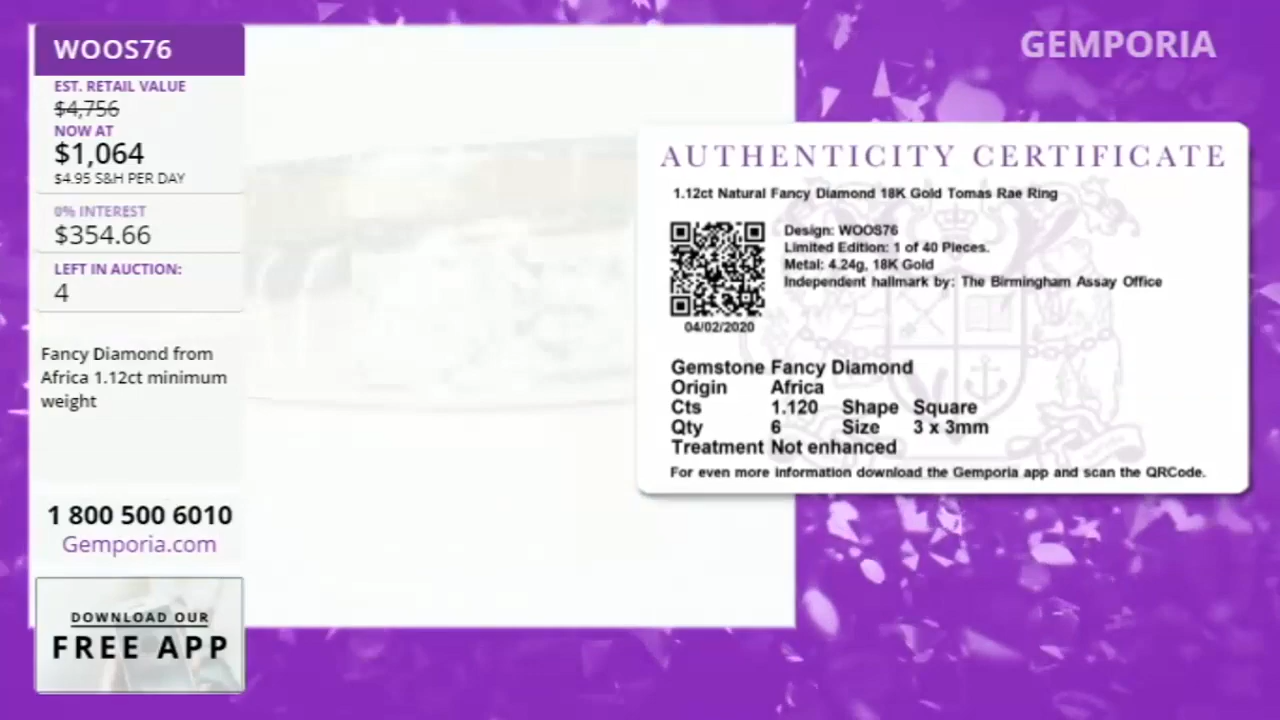 WOOS76
EST. RETAIL VALUE
$4,756
NOW AT
$1,064
$4.95 S&H PER DAY
0% INTEREST
$354.66
LEFT IN AUCTION:
4
Fancy Diamond from
Africa 1.12ct minimum
weight
1 800 500 6010
Gemporia.com
DOWNLOAD OUR
FREE APP
GEMPORIA
AUTHENTICITY CERTIFICATE
1.12ct Natural Fancy Diamond 18K Gold Tomas Rae Ring
Design: WOOS76
Limited Edition: 1 of 40 Pieces.
Metal: 4.24g, 18K Gold
Independent hallmark by: The Birmingham Assay Office
04/02/2020
Gemstone Fancy Diamond
Origin Africa
Cts 1.120 Shape Square
Qty 6 Size 3 x 3mm
Treatment Not enhanced
For even more information download the Gemporia app and scan the QRCode.